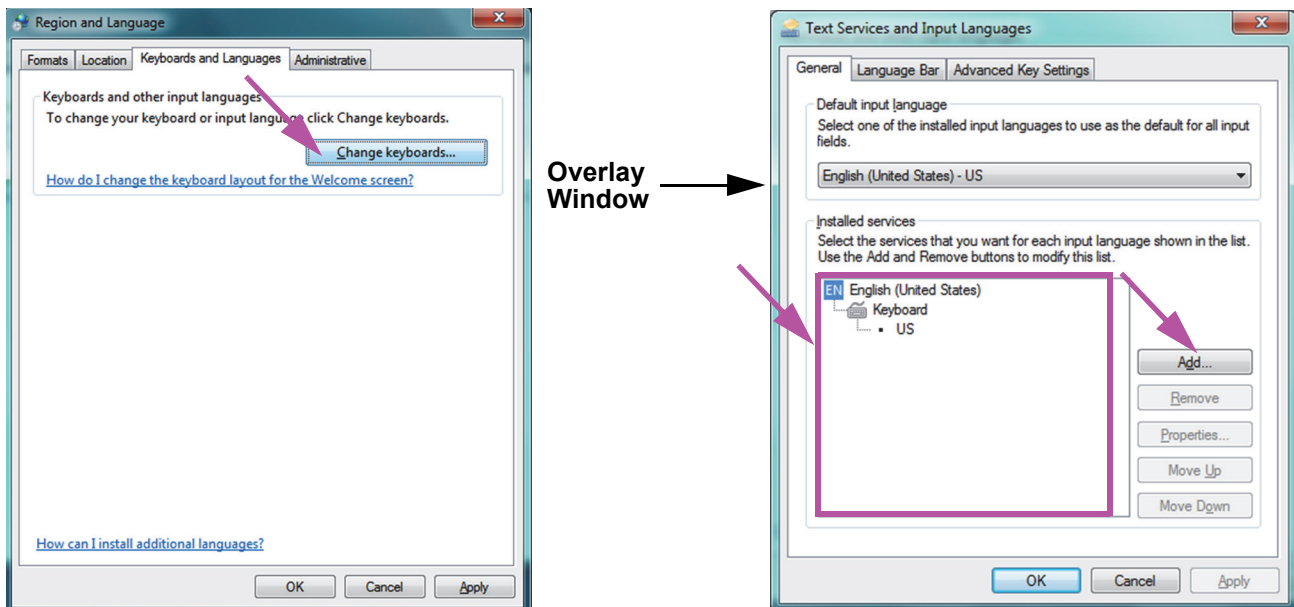 Region and Language
Formats Location Keyboards and Languages Administrative
Keyboards and other input languages
To change your keyboard or input language click Change keyboards.
Change keyboards...
How do I change the keyboard layout for the Welcome screen?
How can I install additional languages?
OK Cancel Apply
Overlay
Window
Text Services and Input Languages
General Language Bar Advanced Key Settings
Default input language
Select one of the installed input languages to use as the default for all input
fields.
English (United States) - US
Installed services
Select the services that you want for each input language shown in the list.
Use the Add and Remove buttons to modify this list.
EN English (United States)
Keyboard
US
Add...
Remove
Properties...
Move Up
Move Down
OK Cancel Apply